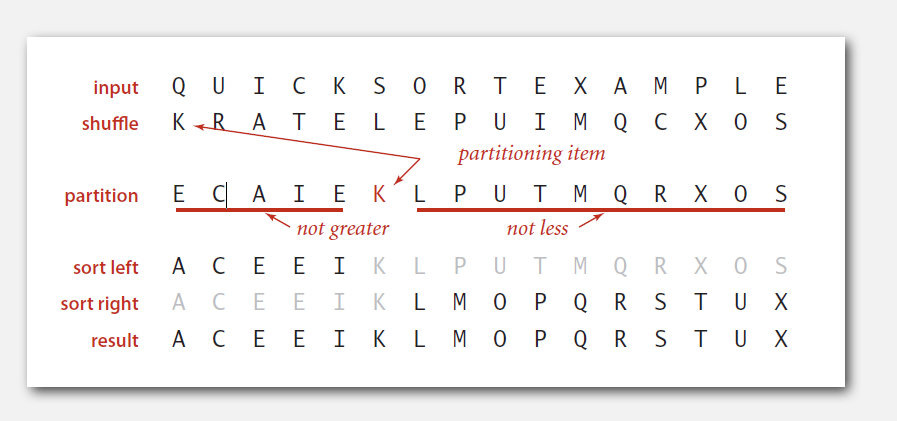 input Q U I C K S O R T E X A M P L E
shuffle K R A T E L E P U I M Q C X O S
partitioning item
partition E C A I E K L P U T M Q R X O S
not greater not less
sort left A C E E I K L P U T M Q R X O S
sort right A C E E I K L M O P Q R S T U X
result A C E E I K L M O P Q R S T U X